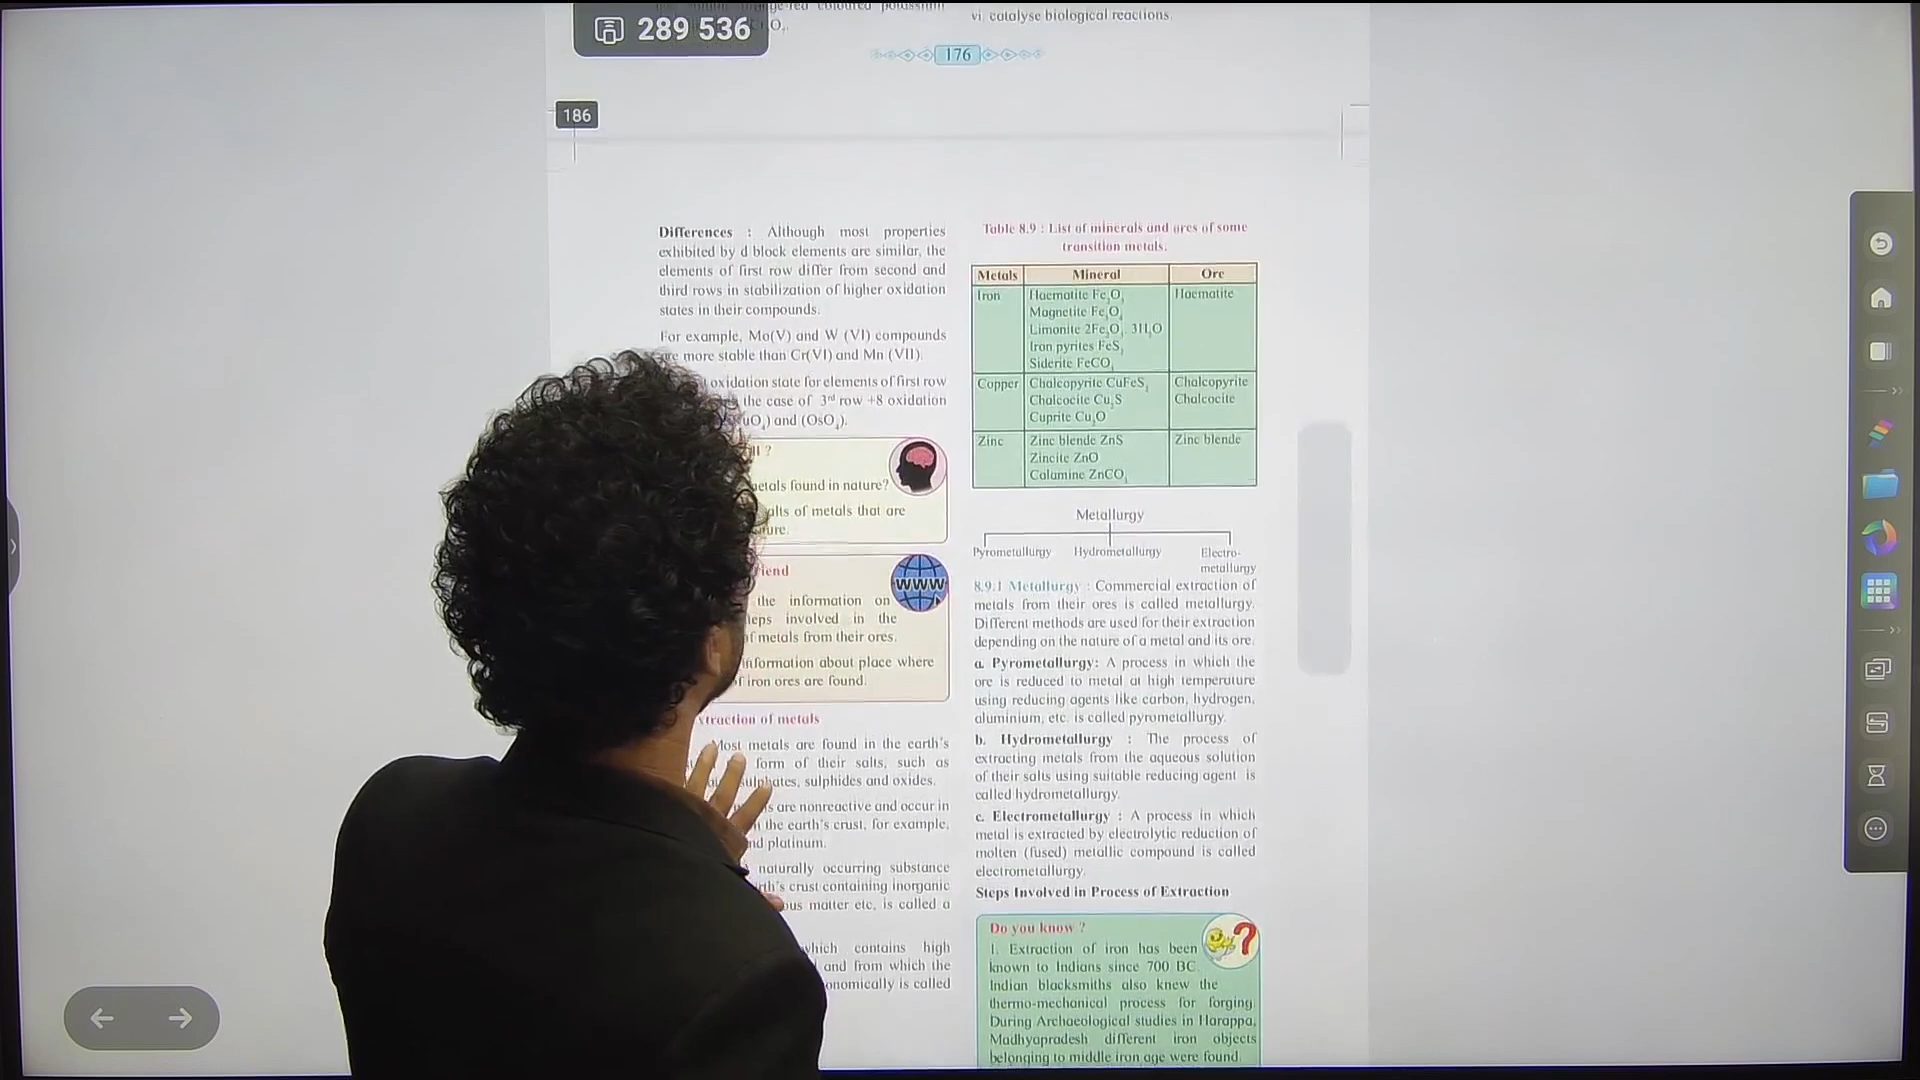 289 536
vi. catalyse biological reactions.
176
186
Differences : Although most properties
exhibited by d block elements are similar, the
elements of first row differ from second and
third rows in stabilization of higher oxidation
states in their compounds.
For example, Mo(V) and W (VI) compounds
more stable than Cr(VI) and Mn (VII).
oxidation state for elements of first row
the case of 3rd row +8 oxidation
and (OsO4).
?
metals found in nature?
salts of metals that are
friend
www
the information on
steps involved in the
of metals from their ores.
information about place where
of iron ores are found.
xtraction of metals
Most metals are found in the earth's
form of their salts, such as
sulphates, sulphides and oxides.
are nonreactive and occur in
the earth's crust, for example,
and platinum.
naturally occurring substance
earth's crust containing inorganic
matter etc, is called a
which contains high
and from which the
onomically is called
Table 8.9 : List of minerals and ores of some
transition metals.
Metals Mineral Ore
Iron Haematite Fe2O3 Haematite
Magnetite Fe3O4
Limonite 2Fe2O3. 3H2O
Iron pyrites FeS2
Siderite FeCO3
Copper Chalcopyrite CuFeS2 Chalcopyrite
Chalcocite Cu2S Chalcocite
Cuprite Cu2O
Zinc Zinc blende ZnS Zinc blende
Zincite ZnO
Calamine ZnCO3
Metallurgy
Pyrometallurgy Hydrometallurgy Electro-
metallurgy
8.9.1 Metallurgy : Commercial extraction of
metals from their ores is called metallurgy.
Different methods are used for their extraction
depending on the nature of a metal and its ore.
a. Pyrometallurgy: A process in which the
ore is reduced to metal at high temperature
using reducing agents like carbon, hydrogen,
aluminium, etc. is called pyrometallurgy.
b. Hydrometallurgy : The process of
extracting metals from the aqueous solution
of their salts using suitable reducing agent is
called hydrometallurgy.
c. Electrometallurgy : A process in which
metal is extracted by electrolytic reduction of
molten (fused) metallic compound is called
electrometallurgy.
Steps Involved in Process of Extraction
Do you know ?
1. Extraction of iron has been
known to Indians since 700 BC.
Indian blacksmiths also knew the
thermo-mechanical process for forging.
During Archaeological studies in Harappa,
Madhyapradesh different iron objects
belonging to middle iron age were found.